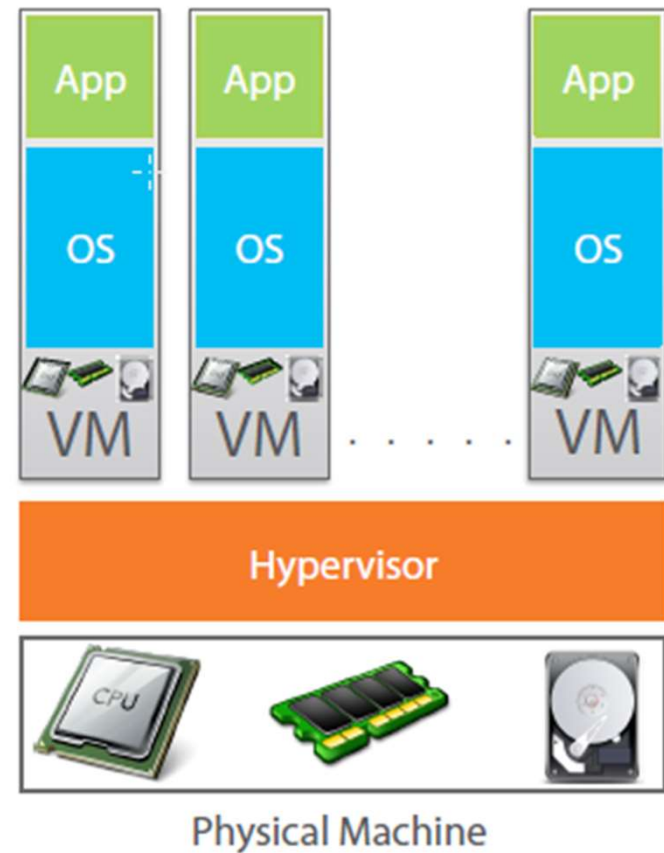 App App App
OS OS OS
VM VM . . . . . VM
Hypervisor
CPU
Physical Machine